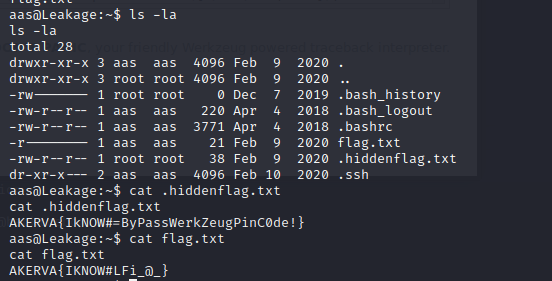 flag.txt
aas@Leakage:~$ ls -la
ls -la
total 28
drwxr-xr-x 3 aas  aas  4096 Feb  9  2020 .
drwxr-xr-x 3 root root 4096 Feb  9  2020 ..
-rw------- 1 root root    0 Dec  7  2019 .bash_history
-rw-r--r-- 1 aas  aas   220 Apr  4  2018 .bash_logout
-rw-r--r-- 1 aas  aas  3771 Apr  4  2018 .bashrc
-r-------- 1 aas  aas    21 Feb  9  2020 flag.txt
-rw-r--r-- 1 root root   38 Feb  9  2020 .hiddenflag.txt
dr-xr-x--- 2 aas  aas  4096 Feb 10  2020 .ssh
aas@Leakage:~$ cat .hiddenflag.txt
cat .hiddenflag.txt
AKERVA{IkNOW#=ByPassWerkZeugPinC0de!}
aas@Leakage:~$ cat flag.txt
cat flag.txt
AKERVA{IKNOW#LFi_@_}